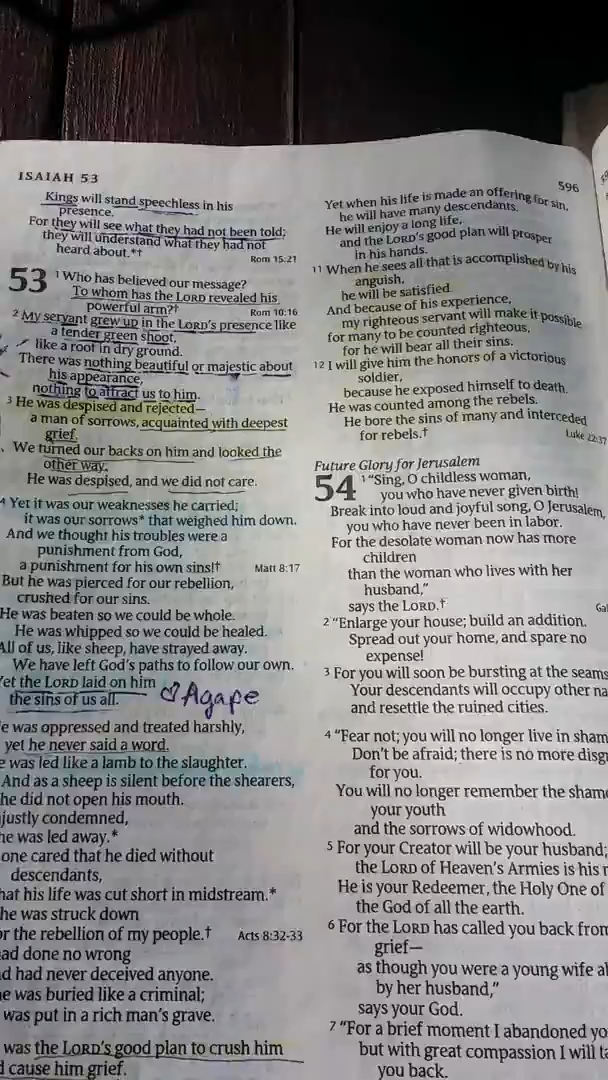 ISAIAH 53
Kings will stand speechless in his
presence.
For they will see what they had not been told;
they will understand what they had not
heard about.*†
Rom 15:21
53
1 Who has believed our message?
To whom has the LORD revealed his
powerful arm?†
Rom 10:16
2 My servant grew up in the LORD's presence like
a tender green shoot,
like a root in dry ground.
There was nothing beautiful or majestic about
his appearance,
nothing to attract us to him.
3 He was despised and rejected—
a man of sorrows, acquainted with deepest
grief.
We turned our backs on him and looked the
other way.
He was despised, and we did not care.
4 Yet it was our weaknesses he carried;
it was our sorrows* that weighed him down.
And we thought his troubles were a
punishment from God,
a punishment for his own sins!†
Matt 8:17
But he was pierced for our rebellion,
crushed for our sins.
He was beaten so we could be whole.
He was whipped so we could be healed.
All of us, like sheep, have strayed away.
We have left God's paths to follow our own.
Yet the LORD laid on him
the sins of us all.
♡ Agape
was oppressed and treated harshly,
yet he never said a word.
was led like a lamb to the slaughter.
And as a sheep is silent before the shearers,
he did not open his mouth.
justly condemned,
he was led away.*
one cared that he died without
descendants,
that his life was cut short in midstream.*
he was struck down
for the rebellion of my people.†
Acts 8:32-33
had done no wrong
and had never deceived anyone.
he was buried like a criminal;
was put in a rich man's grave.
was the LORD's good plan to crush him
cause him grief.
596
Yet when his life is made an offering for sin,
he will have many descendants.
He will enjoy a long life,
and the LORD's good plan will prosper
in his hands.
11 When he sees all that is accomplished by his
anguish,
he will be satisfied.
And because of his experience,
my righteous servant will make it possible
for many to be counted righteous,
for he will bear all their sins.
12 I will give him the honors of a victorious
soldier,
because he exposed himself to death.
He was counted among the rebels.
He bore the sins of many and interceded
for rebels.†
Luke 22:37
Future Glory for Jerusalem
54
1 "Sing, O childless woman,
you who have never given birth!
Break into loud and joyful song, O Jerusalem,
you who have never been in labor.
For the desolate woman now has more
children
than the woman who lives with her
husband,"
says the LORD.†
Gal
2 "Enlarge your house; build an addition.
Spread out your home, and spare no
expense!
3 For you will soon be bursting at the seams
Your descendants will occupy other na
and resettle the ruined cities.
4 "Fear not; you will no longer live in sham
Don't be afraid; there is no more disgr
for you.
You will no longer remember the shame
your youth
and the sorrows of widowhood.
5 For your Creator will be your husband;
the LORD of Heaven's Armies is his
He is your Redeemer, the Holy One of
the God of all the earth.
6 For the LORD has called you back from
grief—
as though you were a young wife
by her husband,"
says your God.
7 "For a brief moment I abandoned yo
but with great compassion I will ta
you back.